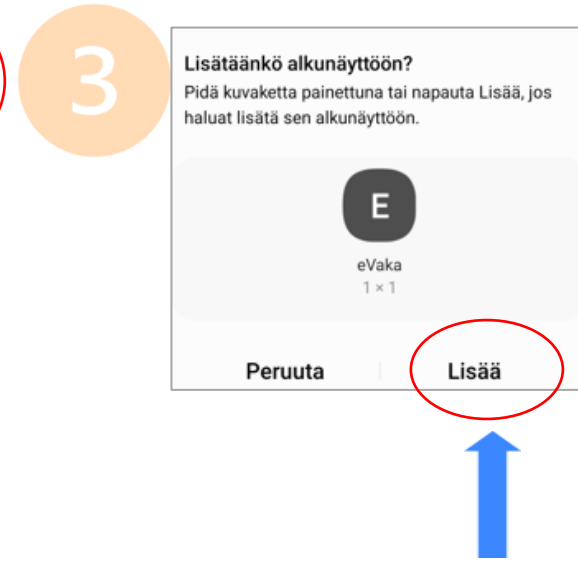 3
Lisätäänkö alkunäyttöön?
Pidä kuvaketta painettuna tai napauta Lisää, jos
haluat lisätä sen alkunäyttöön.
E
eVaka
1 × 1
Peruuta
Lisää